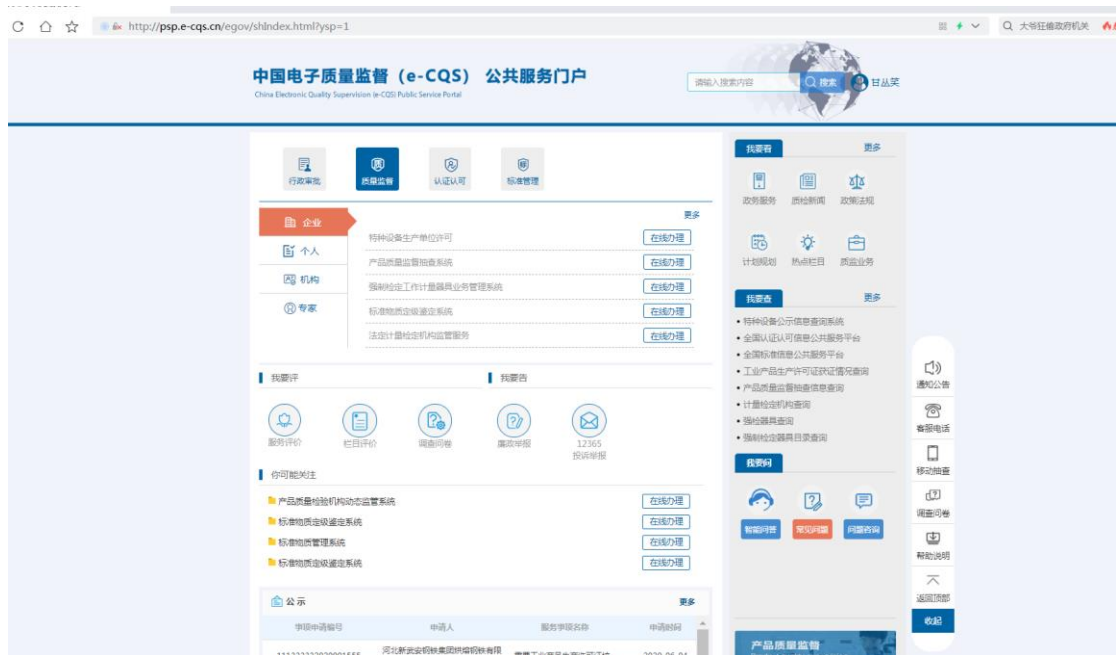 http://psp.e-cqs.cn/egov/shIndex.html?ysp=1
大爷狂撸政府机关
中国电子质量监督（e-CQS） 公共服务门户
China Electronic Quality Supervision (e-CQS) Public Service Portal
请输入搜索内容
搜索
甘丛笑
行政审批
质量监督
认证认可
标准管理
企业
个人
机构
专家
更多
特种设备生产单位许可 在线办理
产品质量监督抽查系统 在线办理
强制检定工作计量器具业务管理系统 在线办理
标准物质定级鉴定系统 在线办理
法定计量检定机构监管服务 在线办理
我要评
我要告
服务评价
栏目评价
调查问卷
廉政举报
12365
投诉举报
你可能关注
产品质量检验机构动态监管系统 在线办理
标准物质定级鉴定系统 在线办理
标准物质管理系统 在线办理
标准物质定级鉴定系统 在线办理
公示 更多
申请人 服务事项名称 申请时间
我要看 更多
政务服务 质检新闻 政策法规
计划规划 热点栏目 质监业务
我要查 更多
• 特种设备公示信息查询系统
• 全国认证认可信息公共服务平台
• 全国标准信息公共服务平台
• 工业产品生产许可证获证情况查询
• 产品质量监督抽查信息查询
• 计量检定机构查询
• 强检器具查询
• 强制检定器具目录查询
我要问
智能问答 常见问题 问题咨询
产品质量监督
通知公告
客服电话
移动抽查
调查问卷
帮助说明
返回顶部
收起